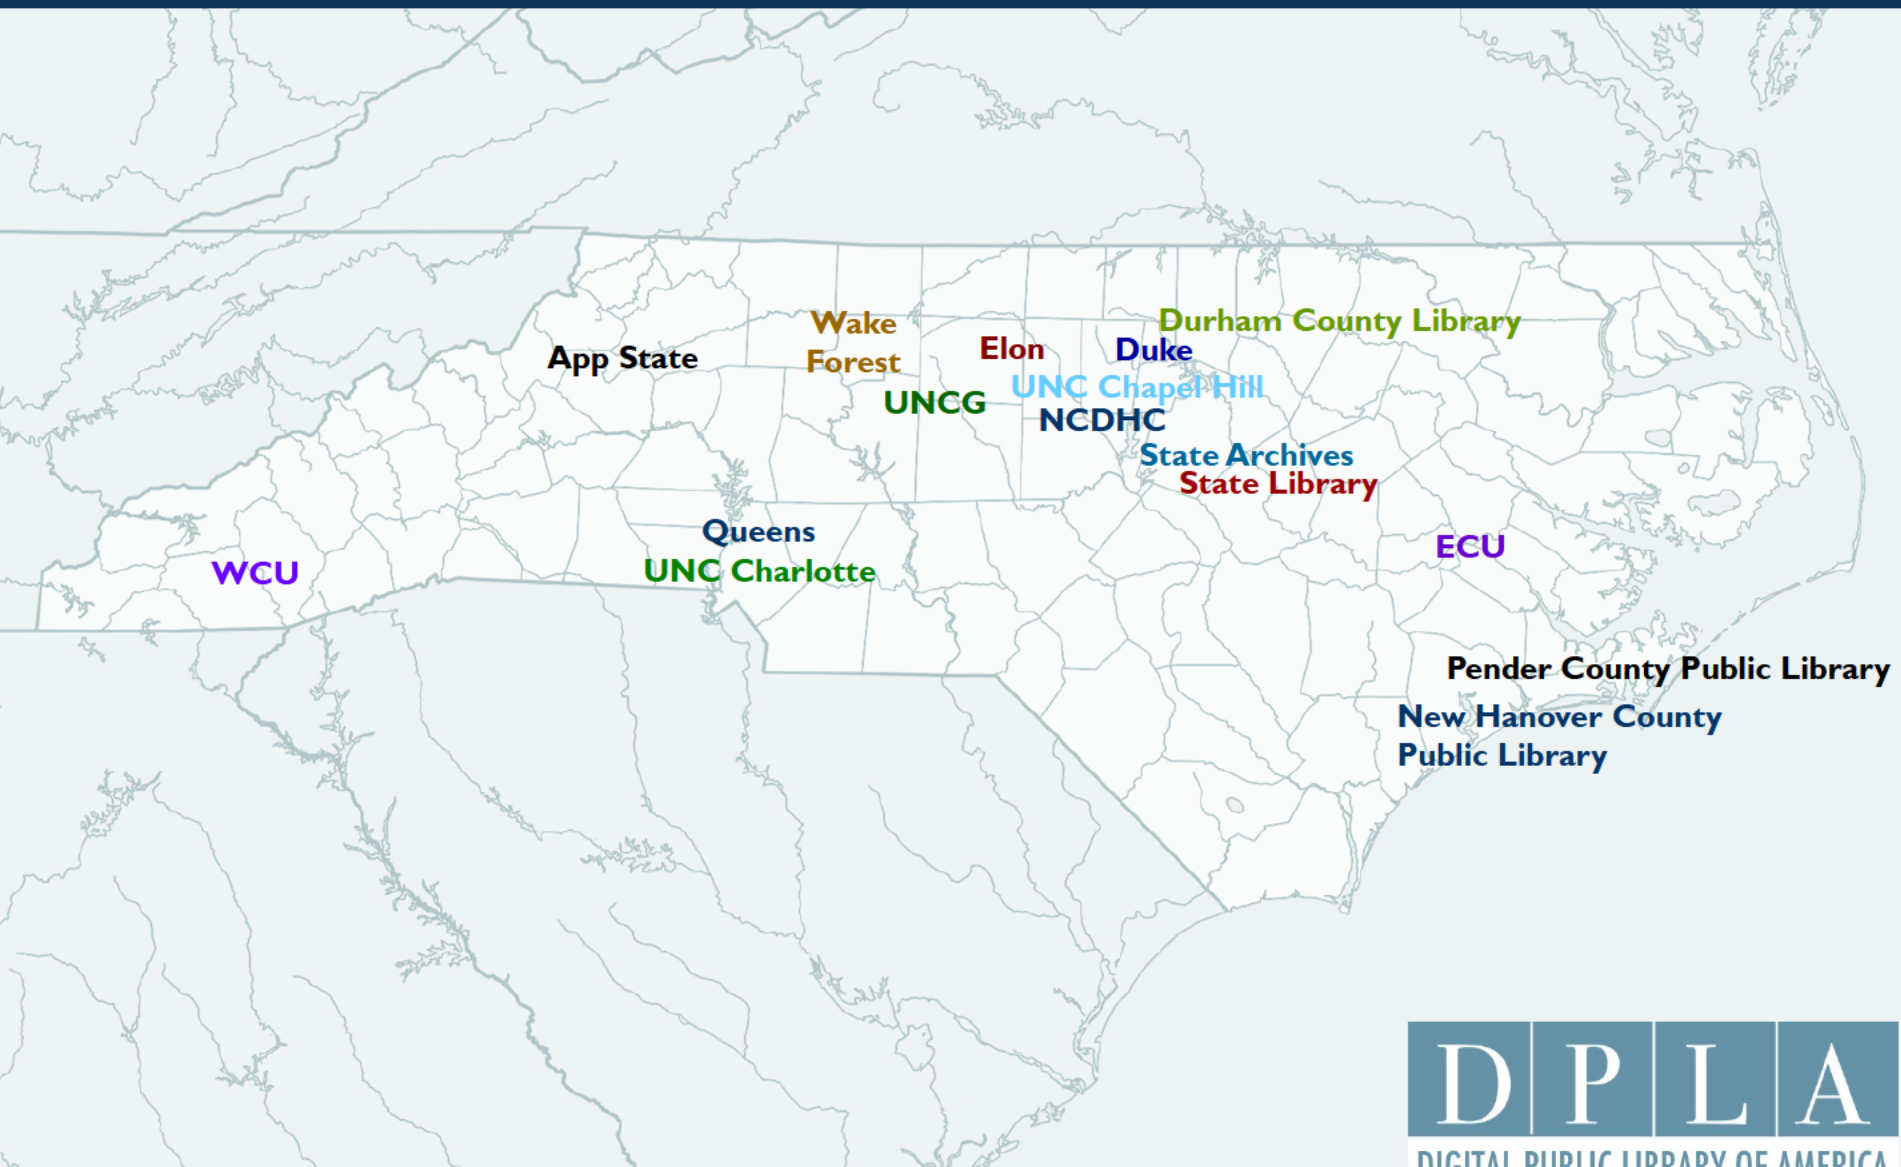 Wake
Forest
App State
Elon
Duke
Durham County Library
UNC Chapel Hill
UNCG
NCDHC
State Archives
State Library
Queens
UNC Charlotte
WCU
ECU
Pender County Public Library
New Hanover County
Public Library
DPLA
DIGITAL PUBLIC LIBRARY OF AMERICA